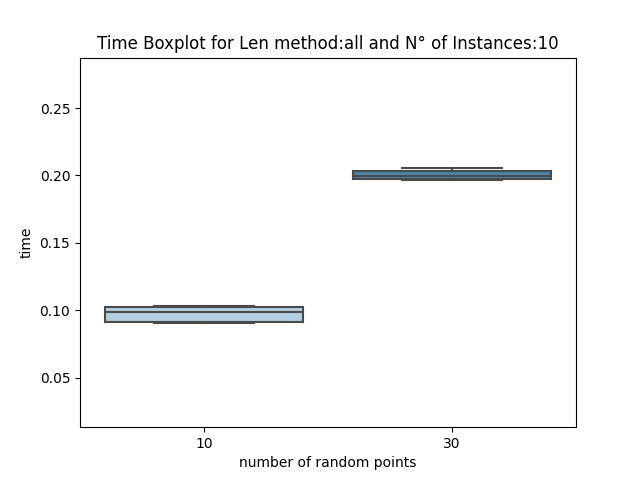 Time Boxplot for Len method:all and N° of Instances:10
0.25
0.20
0.15
0.10
0.05
time
10 30
number of random points